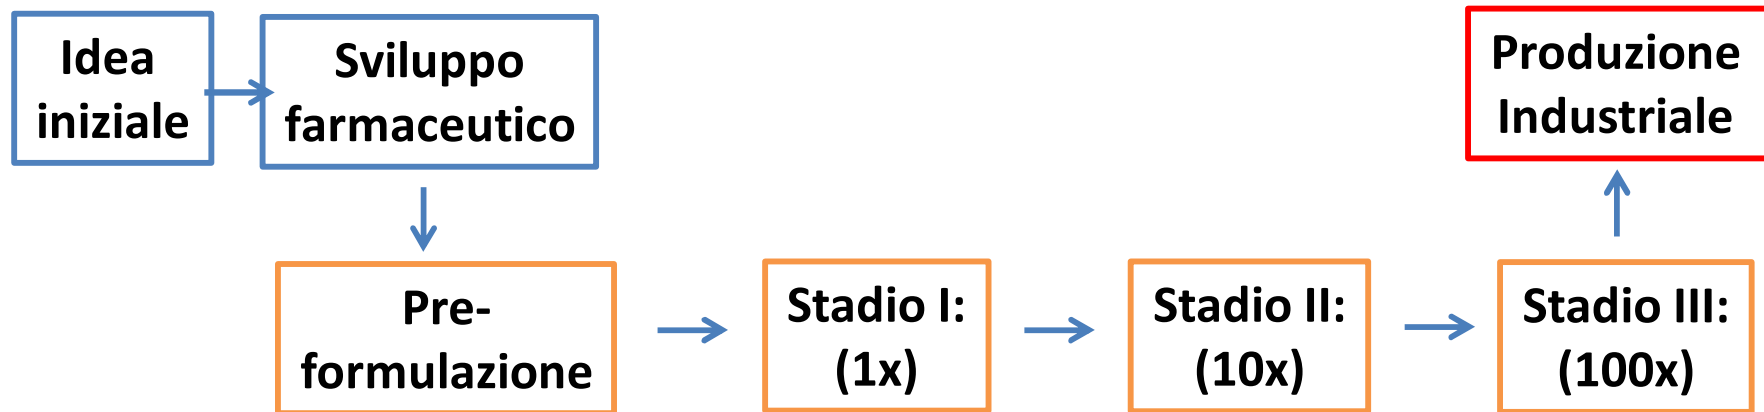 Idea
iniziale
Sviluppo
farmaceutico
Pre-
formulazione
Stadio I:
(1x)
Stadio II:
(10x)
Stadio III:
(100x)
Produzione
Industriale